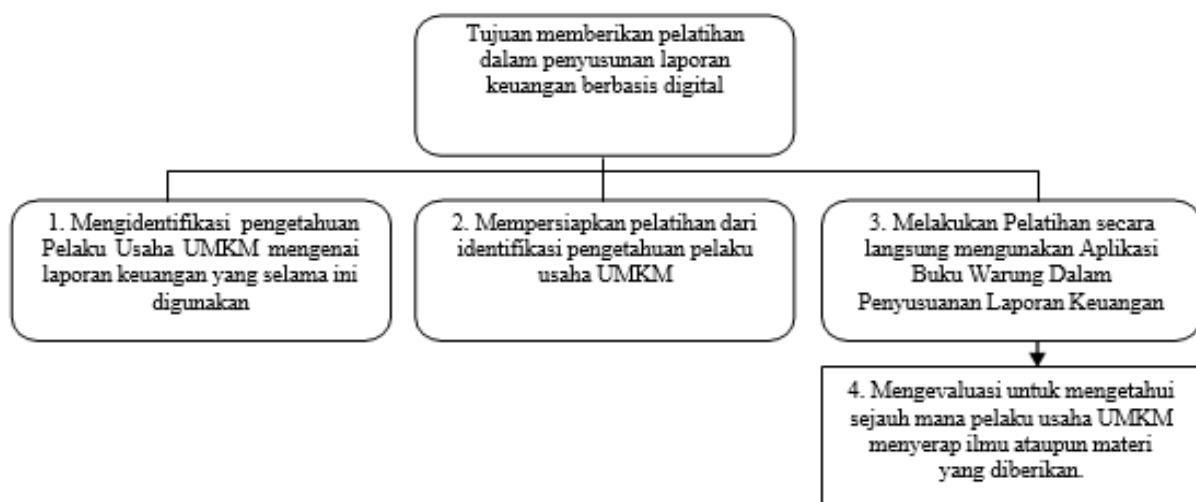 Tujuan memberikan pelatihan
dalam penyusunan laporan
keuangan berbasis digital
1. Mengidentifikasi pengetahuan
Pelaku Usaha UMKM mengenai
laporan keuangan yang selama ini
digunakan
2. Mempersiapkan pelatihan dari
identifikasi pengetahuan pelaku
usaha UMKM
3. Melakukan Pelatihan secara
langsung mengunakan Aplikasi
Buku Warung Dalam
Penyusuanan Laporan Keuangan
4. Mengevaluasi untuk mengetahui
sejauh mana pelaku usaha UMKM
menyerap ilmu ataupun materi
yang diberikan.